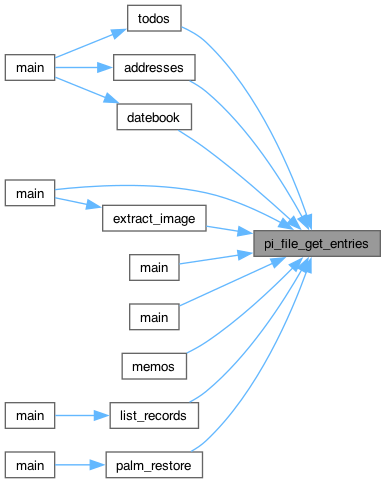 todos
main
addresses
datebook
main
extract_image
pi_file_get_entries
main
main
memos
main
list_records
main
palm_restore